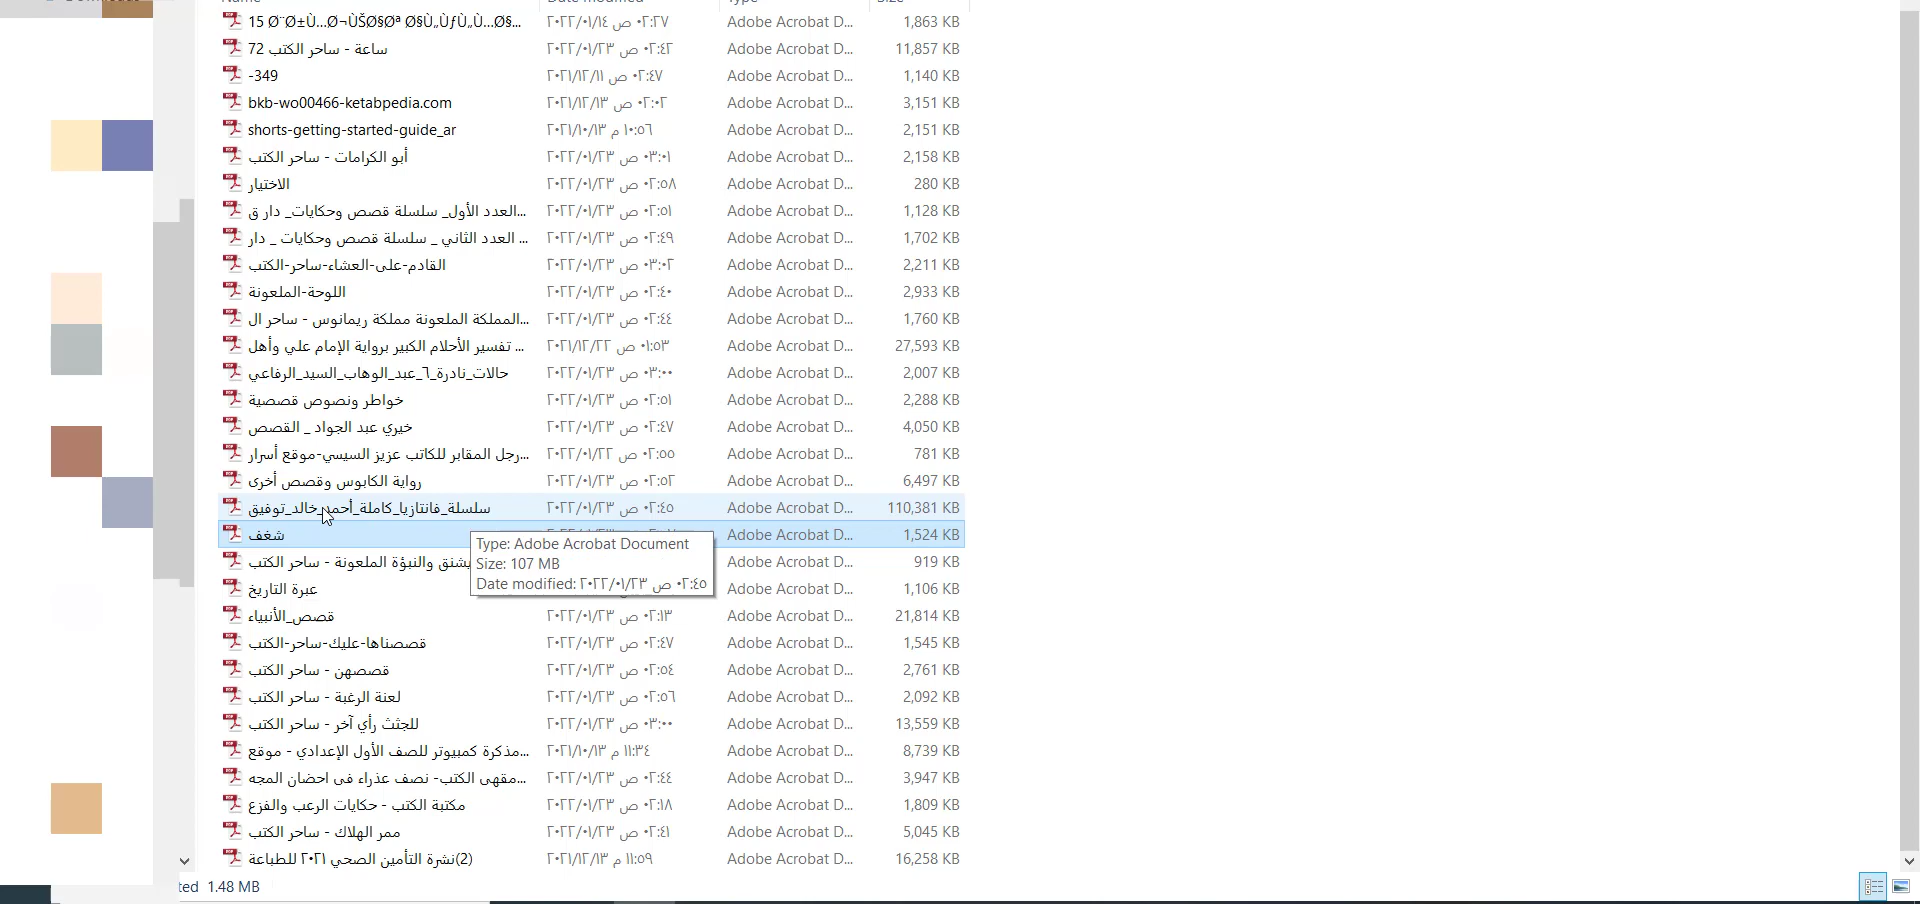 15 Ø¨Ø±Ù…Ø¬ÙŠØ§Øª Ø§Ù„ÙƒÙ„Ù…Ø§... ٢٠٢٢/٠١/١٤ ص ٠٢:٢٧ Adobe Acrobat D... 1,863 KB
72 ساعة - ساحر الكتب ٢٠٢٢/٠١/٢٣ ص ٠٢:٤٢ Adobe Acrobat D... 11,857 KB
-349 ٢٠٢١/١٢/١١ ص ٠٢:٤٧ Adobe Acrobat D... 1,140 KB
bkb-wo00466-ketabpedia.com ٢٠٢١/١٢/١٣ ص ٠٢:٠٢ Adobe Acrobat D... 3,151 KB
shorts-getting-started-guide_ar ٢٠٢١/١٠/١٣ م ١٠:٥٦ Adobe Acrobat D... 2,151 KB
أبو الكرامات - ساحر الكتب ٢٠٢٢/٠١/٢٣ ص ٠٣:٠١ Adobe Acrobat D... 2,158 KB
الاختيار ٢٠٢٢/٠١/٢٣ ص ٠٢:٥٨ Adobe Acrobat D... 280 KB
العدد الأول_ سلسلة قصص وحكايات_ دار ق... ٢٠٢٢/٠١/٢٣ ص ٠٢:٥١ Adobe Acrobat D... 1,128 KB
العدد الثاني _ سلسلة قصص وحكايات _ دار ... ٢٠٢٢/٠١/٢٣ ص ٠٢:٤٩ Adobe Acrobat D... 1,702 KB
القادم-على-العشاء-ساحر-الكتب ٢٠٢٢/٠١/٢٣ ص ٠٣:٠٢ Adobe Acrobat D... 2,211 KB
اللوحة-الملعونة ٢٠٢٢/٠١/٢٣ ص ٠٢:٤٠ Adobe Acrobat D... 2,933 KB
المملكة الملعونة مملكة ريمانوس - ساحر ال... ٢٠٢٢/٠١/٢٣ ص ٠٢:٤٤ Adobe Acrobat D... 1,760 KB
تفسير الأحلام الكبير برواية الإمام علي وأهل ... ٢٠٢١/١٢/٢٢ ص ٠١:٥٣ Adobe Acrobat D... 27,593 KB
حالات_نادرة_٦_عبد_الوهاب_السيد_الرفاعي ٢٠٢٢/٠١/٢٣ ص ٠٣:٠٠ Adobe Acrobat D... 2,007 KB
خواطر ونصوص قصصية ٢٠٢٢/٠١/٢٣ ص ٠٢:٥١ Adobe Acrobat D... 2,288 KB
خيري عبد الجواد _ القصص ٢٠٢٢/٠١/٢٣ ص ٠٢:٤٧ Adobe Acrobat D... 4,050 KB
رجل المقابر للكاتب عزيز السيسي-موقع أسرار... ٢٠٢٢/٠١/٢٢ ص ٠٢:٥٥ Adobe Acrobat D... 781 KB
رواية الكابوس وقصص أخرى ٢٠٢٢/٠١/٢٣ ص ٠٢:٥٢ Adobe Acrobat D... 6,497 KB
سلسلة_فانتازيا_كاملة_أحمد_خالد_توفيق ٢٠٢٢/٠١/٢٣ ص ٠٢:٤٥ Adobe Acrobat D... 110,381 KB
شغف Adobe Acrobat D... 1,524 KB
Type: Adobe Acrobat Document
Size: 107 MB
Date modified: ٢٠٢٢/٠١/٢٣ ص ٠٢:٤٥
والنبؤة الملعونة - ساحر الكتب Adobe Acrobat D... 919 KB
عبرة التاريخ Adobe Acrobat D... 1,106 KB
قصص_الأنبياء ٢٠٢٢/٠١/٢٣ ص ٠٢:١٣ Adobe Acrobat D... 21,814 KB
قصصناها-عليك-ساحر-الكتب ٢٠٢٢/٠١/٢٣ ص ٠٢:٤٧ Adobe Acrobat D... 1,545 KB
قصصهن - ساحر الكتب ٢٠٢٢/٠١/٢٣ ص ٠٢:٥٤ Adobe Acrobat D... 2,761 KB
لعنة الرغبة - ساحر الكتب ٢٠٢٢/٠١/٢٣ ص ٠٢:٥٦ Adobe Acrobat D... 2,092 KB
للجثث رأي آخر - ساحر الكتب ٢٠٢٢/٠١/٢٣ ص ٠٣:٠٠ Adobe Acrobat D... 13,559 KB
مذكرة كمبيوتر للصف الأول الإعدادي - موقع... ٢٠٢١/١٠/١٣ م ١١:٣٤ Adobe Acrobat D... 8,739 KB
مقهى الكتب- نصف عذراء فى احضان المجه... ٢٠٢٢/٠١/٢٣ ص ٠٢:٤٤ Adobe Acrobat D... 3,947 KB
مكتبة الكتب - حكايات الرعب والفزع ٢٠٢٢/٠١/٢٣ ص ٠٢:١٨ Adobe Acrobat D... 1,809 KB
ممر الهلاك - ساحر الكتب ٢٠٢٢/٠١/٢٣ ص ٠٢:٤١ Adobe Acrobat D... 5,045 KB
نشرة التأمين الصحي ٢٠٢١ للطباعة(2) ٢٠٢١/١٢/١٣ م ١١:٥٩ Adobe Acrobat D... 16,258 KB
ted 1.48 MB